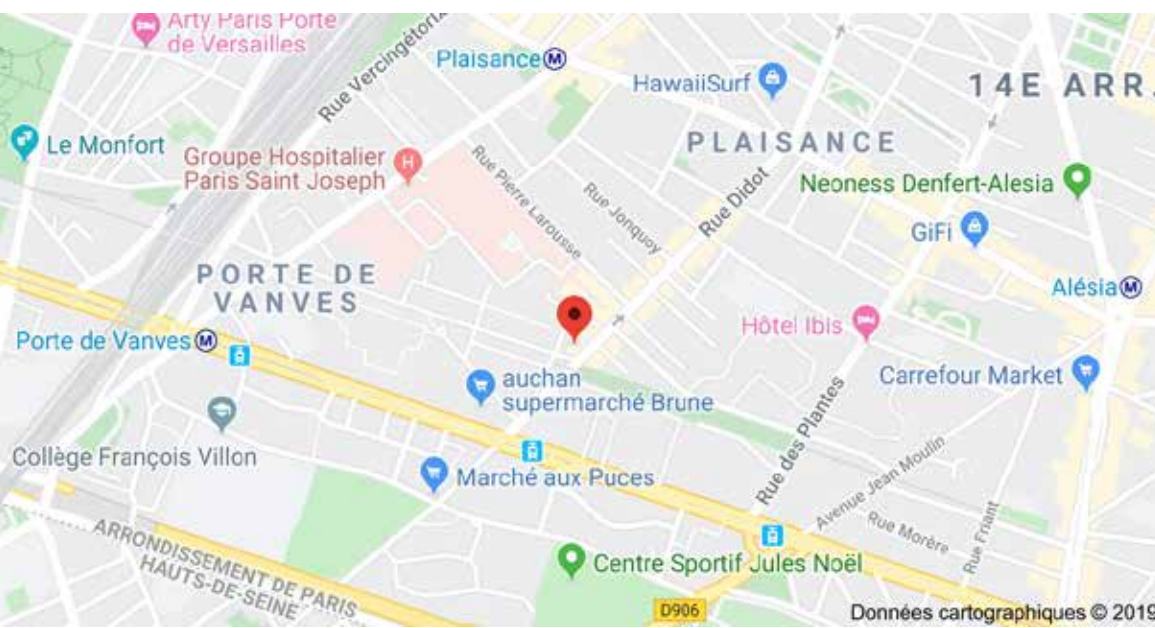 Arty Paris Porte
de Versailles
Rue Vercingétorix
Plaisance M
HawaiiSurf
14E ARR.
PLAISANCE
Le Monfort
Groupe Hospitalier
Paris Saint Joseph
H
Rue Pierre Larousse
Rue Jonquoy
Rue Didot
Neoness Denfert-Alesia
GiFi
PORTE DE
VANVES
Alésia M
Porte de Vanves M
Hôtel Ibis
auchan
supermarché Brune
Carrefour Market
Rue des Plantes
Collège François Villon
Marché aux Puces
Avenue Jean Moulin
Rue Morère
Rue Friant
ARRONDISSEMENT DE PARIS
HAUTS-DE-SEINE
Centre Sportif Jules Noël
D906
Données cartographiques © 2019